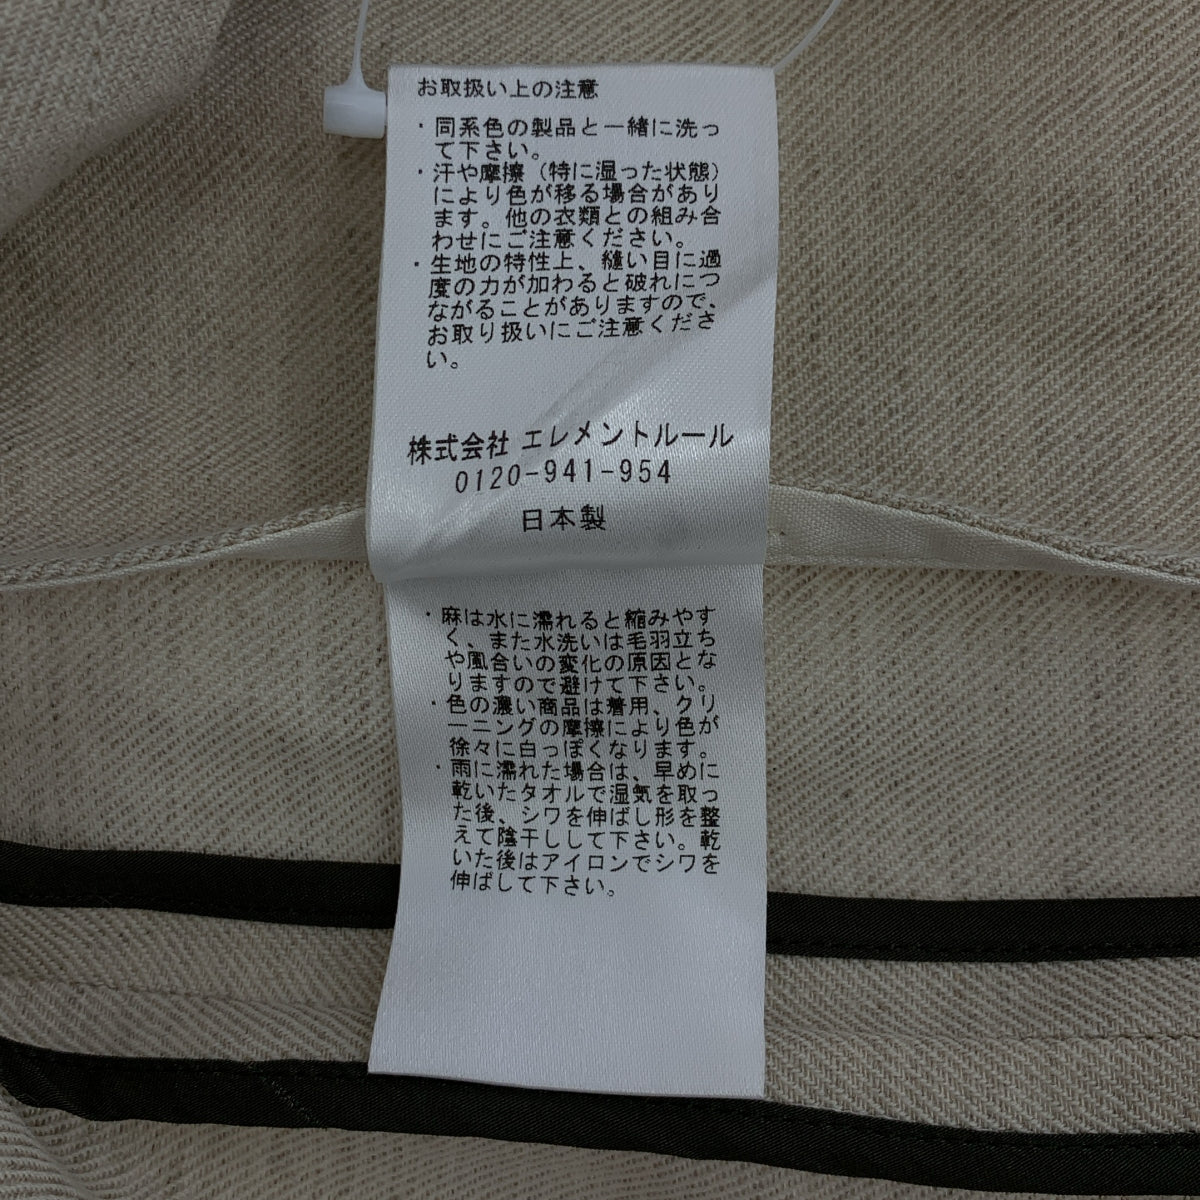 お取扱い上の注意
・同系色の製品と一緒に洗っ
て下さい。
・汗や摩擦（特に湿った状態）
により色が移る場合があり
ます。他の衣類との組み合
わせにご注意ください。
・生地の特性上、縫い目に過
度の力が加わると破れにつ
ながることがありますので、
お取り扱いにご注意くださ
い。
株式会社 エレメントルール
0120-941-954
日本製
・麻は水に濡れると縮みやす
く、また水洗いは毛羽立ち
や風合いの変化の原因とな
りますので避けて下さい。
・色の濃い商品は着用、クリ
ーニングの摩擦により色が
徐々に白っぽくなります。
・雨に濡れた場合は、早めに
乾いたタオルで湿気を取っ
た後、シワを伸ばし形を整
えて陰干しして下さい。乾
いた後はアイロンでシワを
伸ばして下さい。